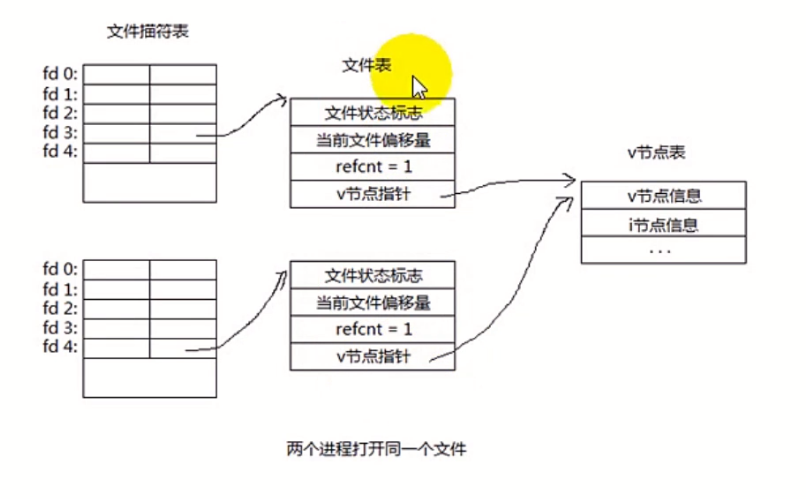 文件描符表
fd 0:
fd 1:
fd 2:
fd 3:
fd 4:
文件表
文件状态标志
当前文件偏移量
refcnt = 1
v节点指针
v节点表
v节点信息
i节点信息
...
fd 0:
fd 1:
fd 2:
fd 3:
fd 4:
文件状态标志
当前文件偏移量
refcnt = 1
v节点指针
两个进程打开同一个文件